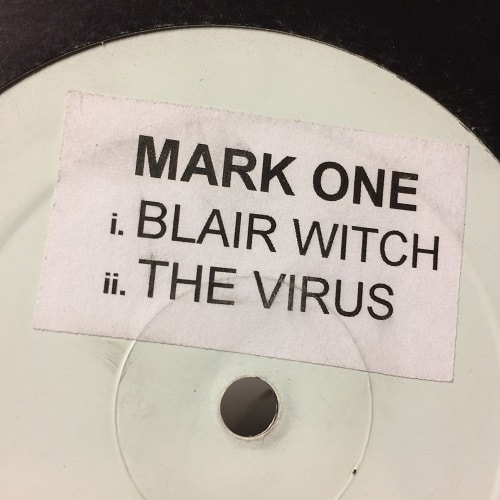 MARK ONE
i. BLAIR WITCH
ii. THE VIRUS